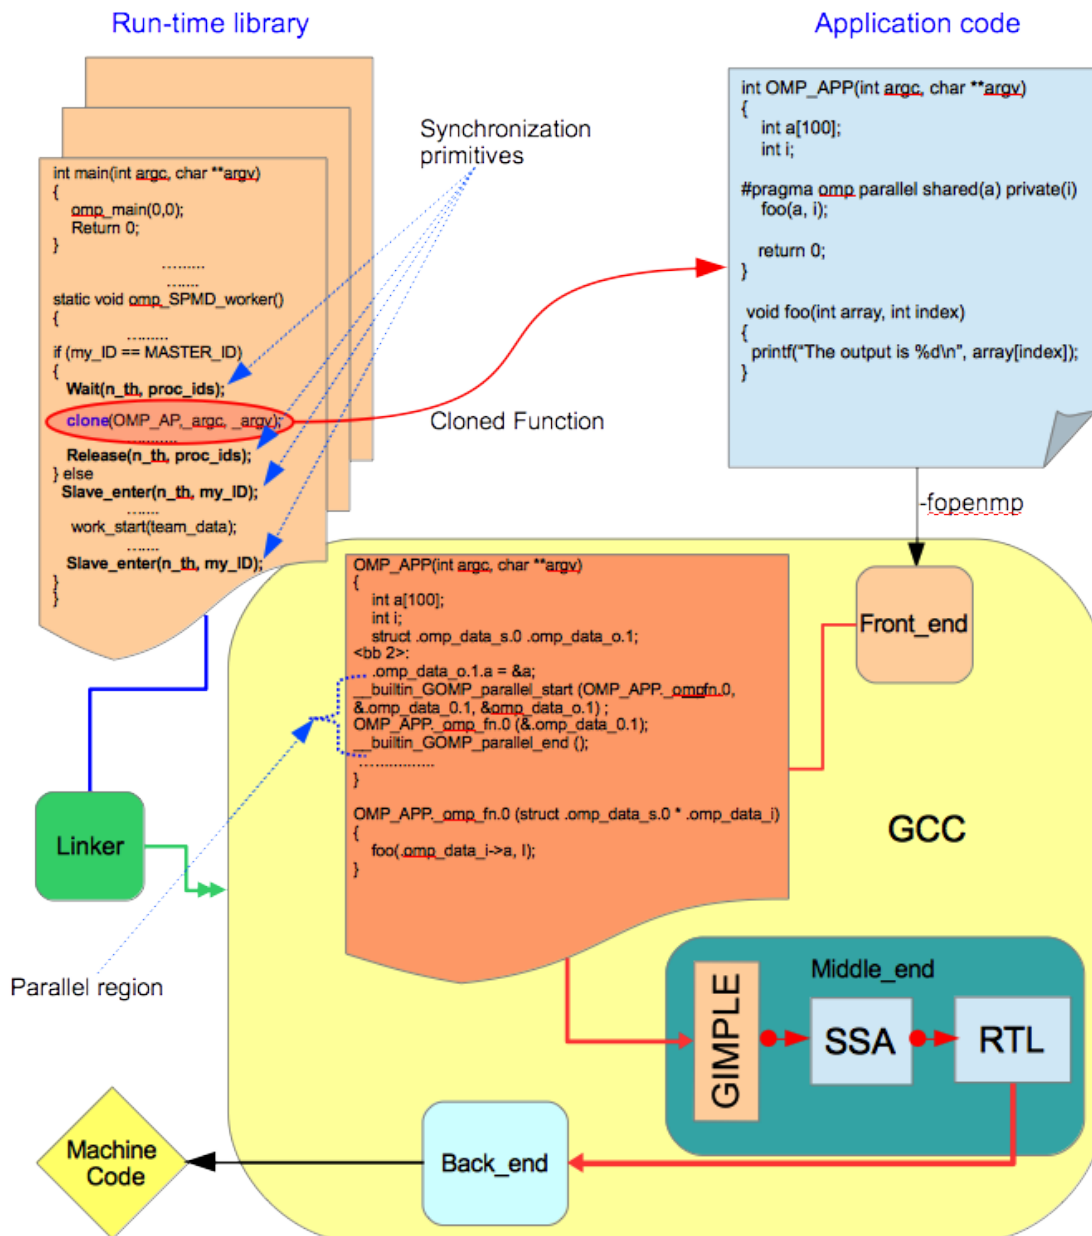 Run-time library
Application code
int main(int argc, char **argv)
{
omp_main(0,0);
Return 0;
}
.........
.......
static void omp_SPMD_worker()
{
.........
if (my_ID == MASTER_ID)
{
Wait(n_th, proc_ids);
clone(OMP_AP,_argc, _argv);
...........
Release(n_th, proc_ids);
} else
Slave_enter(n_th, my_ID);
.......
work_start(team_data);
.......
Slave_enter(n_th, my_ID);
}
}
Synchronization
primitives
Cloned Function
int OMP_APP(int argc, char **argv)
{
int a[100];
int i;
#pragma omp parallel shared(a) private(i)
foo(a, i);
return 0;
}
void foo(int array, int index)
{
printf("The output is %d\n", array[index]);
}
-fopenmp
Front_end
OMP_APP(int argc, char **argv)
{
int a[100];
int i;
struct .omp_data_s.0 .omp_data_o.1;
<bb 2>:
.omp_data_o.1.a = &a;
__builtin_GOMP_parallel_start (OMP_APP._ompfn.0,
&.omp_data_0.1, &omp_data_o.1) ;
OMP_APP._omp_fn.0 (&.omp_data_0.1);
__builtin_GOMP_parallel_end ();
................
}
OMP_APP._omp_fn.0 (struct .omp_data_s.0 * .omp_data_i)
{
foo(.omp_data_i->a, I);
}
GCC
Linker
Parallel region
Middle_end
GIMPLE
SSA
RTL
Back_end
Machine
Code